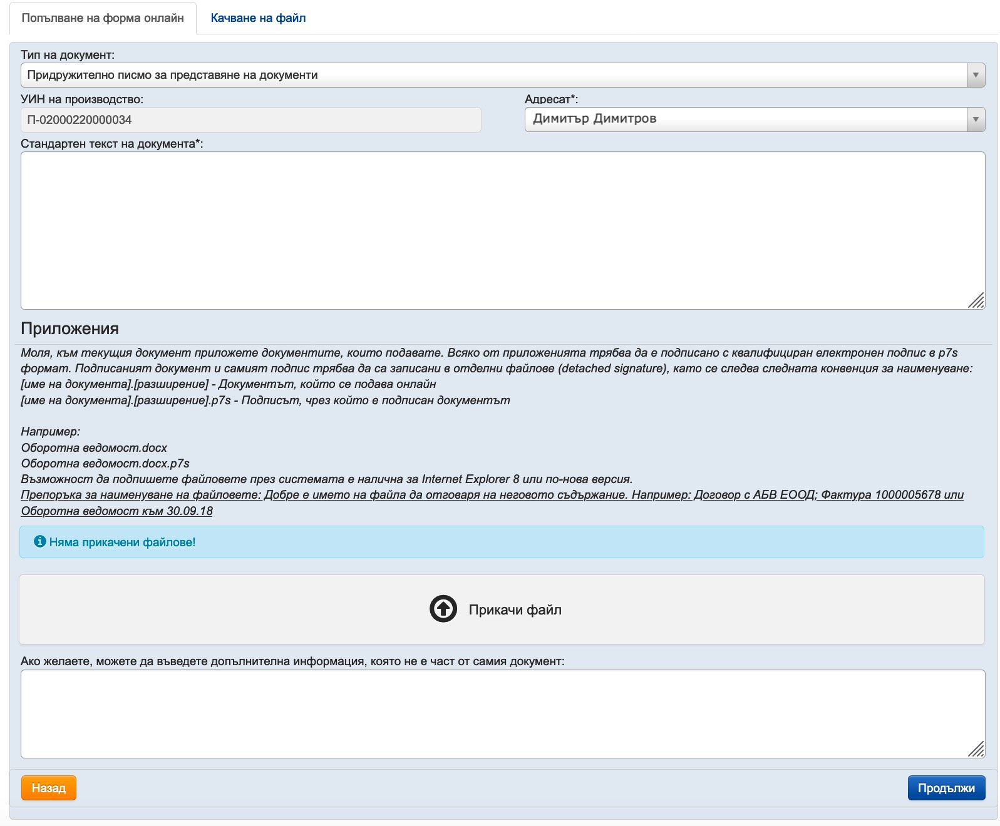 Попълване на форма онлайн
Качване на файл
Тип на документ:
Придружително писмо за представяне на документи
УИН на производство:
Адресат*:
П-02000220000034
Димитър Димитров
Стандартен текст на документа*:
Приложения
Моля, към текущия документ приложете документите, които подавате. Всяко от приложенията трябва да е подписано с квалифициран електронен подпис в p7s
формат. Подписаният документ и самият подпис трябва да са записани в отделни файлове (detached signature), като се следва следната конвенция за наименуване:
[име на документа].[разширение] - Документът, който се подава онлайн
[име на документа].[разширение].p7s - Подписът, чрез който е подписан документът
Например:
Оборотна ведомост.docx
Оборотна ведомост.docx.p7s
Възможност да подпишете файловете през системата е налична за Internet Explorer 8 или по-нова версия.
Препоръка за наименуване на файловете: Добре е името на файла да отговаря на неговото съдържание. Например: Договор с АБВ ЕООД; Фактура 1000005678 или
Оборотна ведомост към 30.09.18
Няма прикачени файлове!
Прикачи файл
Ако желаете, можете да въведете допълнителна информация, която не е част от самия документ:
Назад
Продължи